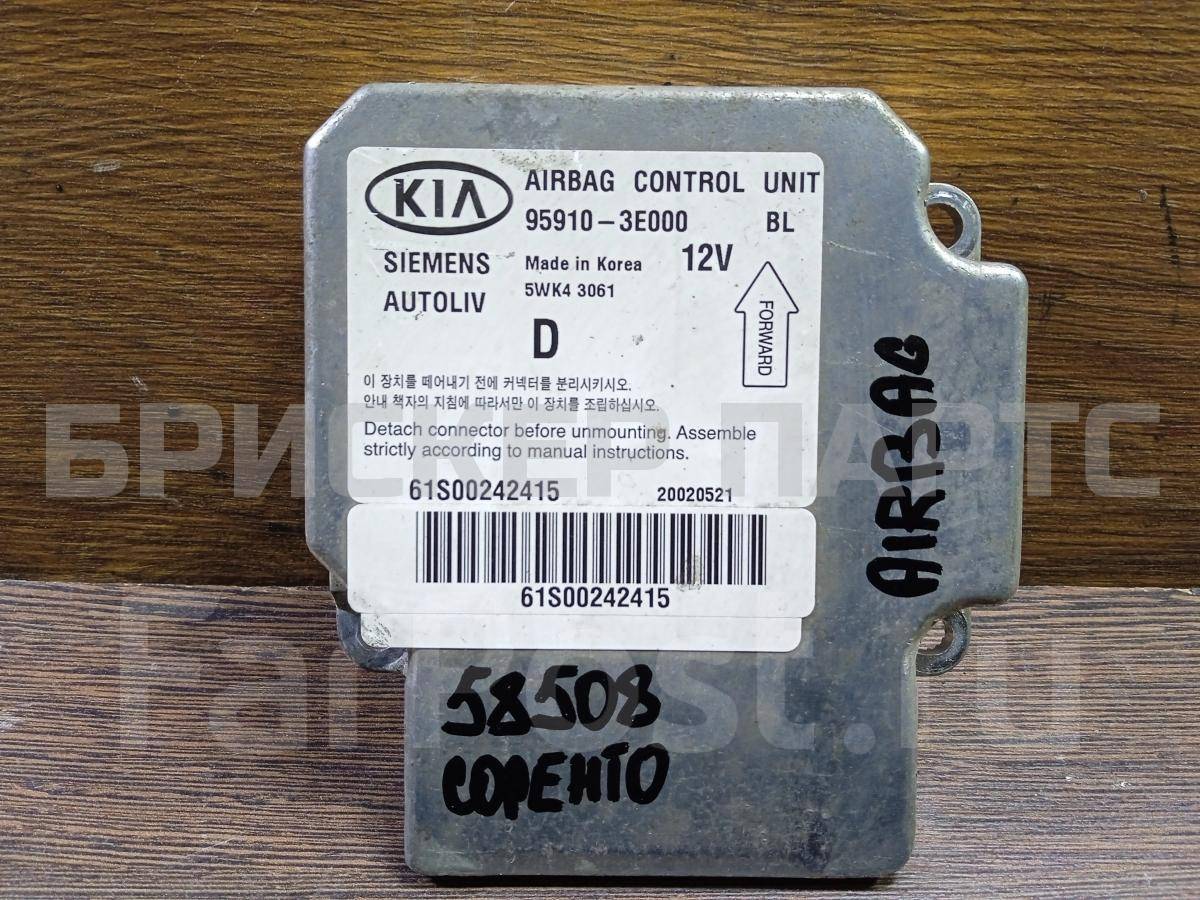 KIA
AIRBAG CONTROL UNIT
95910-3E000 BL
SIEMENS
AUTOLIV
Made in Korea 12V
5WK4 3061
D
FORWARD
이 장치를 떼어내기 전에 커넥터를 분리시키시오.
안내 책자의 지침에 따라서만 이 장치를 조립하십시오.
Detach connector before unmounting. Assemble
strictly according to manual instructions.
61S00242415 20020521
61S00242415
AIRBAG
58508
СОРЕНТО
БРИСКЕР ПАРТС
FarPost.ru